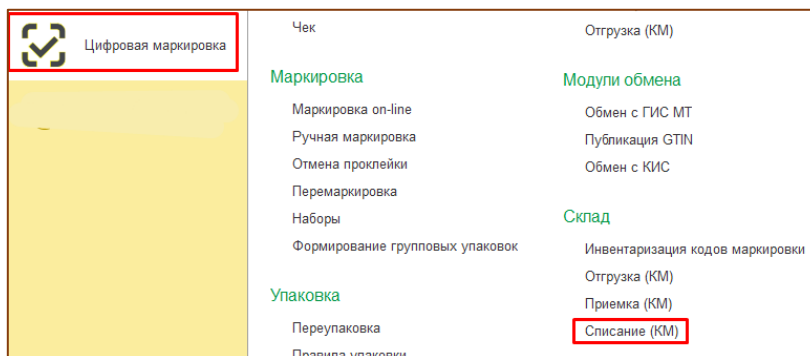 Цифровая маркировка
Чек
Маркировка
Маркировка on-line
Ручная маркировка
Отмена проклейки
Перемаркировка
Наборы
Формирование групповых упаковок
Упаковка
Переупаковка
Правила упаковки
Отгрузка (КМ)
Модули обмена
Обмен с ГИС МТ
Публикация GTIN
Обмен с КИС
Склад
Инвентаризация кодов маркировки
Отгрузка (КМ)
Приемка (КМ)
Списание (КМ)